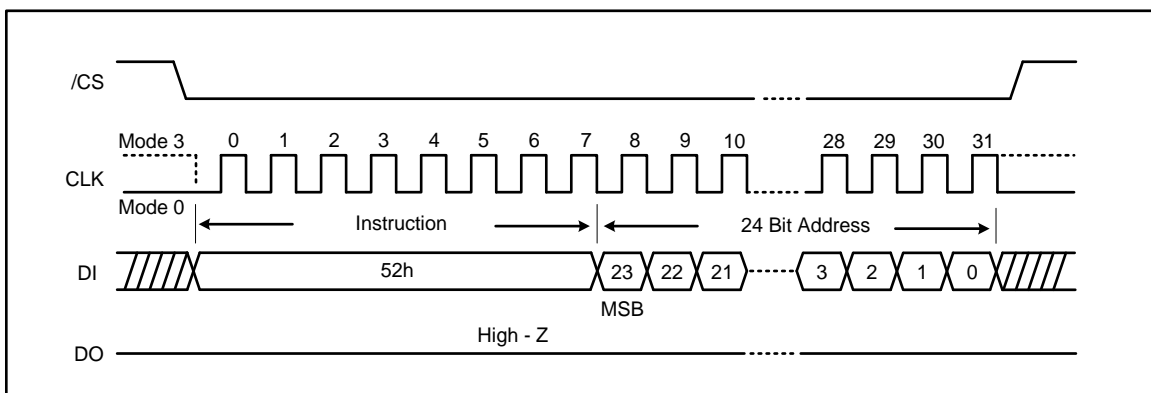 /CS
Mode 3 0 1 2 3 4 5 6 7 8 9 10 28 29 30 31
CLK
Mode 0
Instruction 24 Bit Address
DI 52h 23 22 21 3 2 1 0
MSB
High - Z
DO